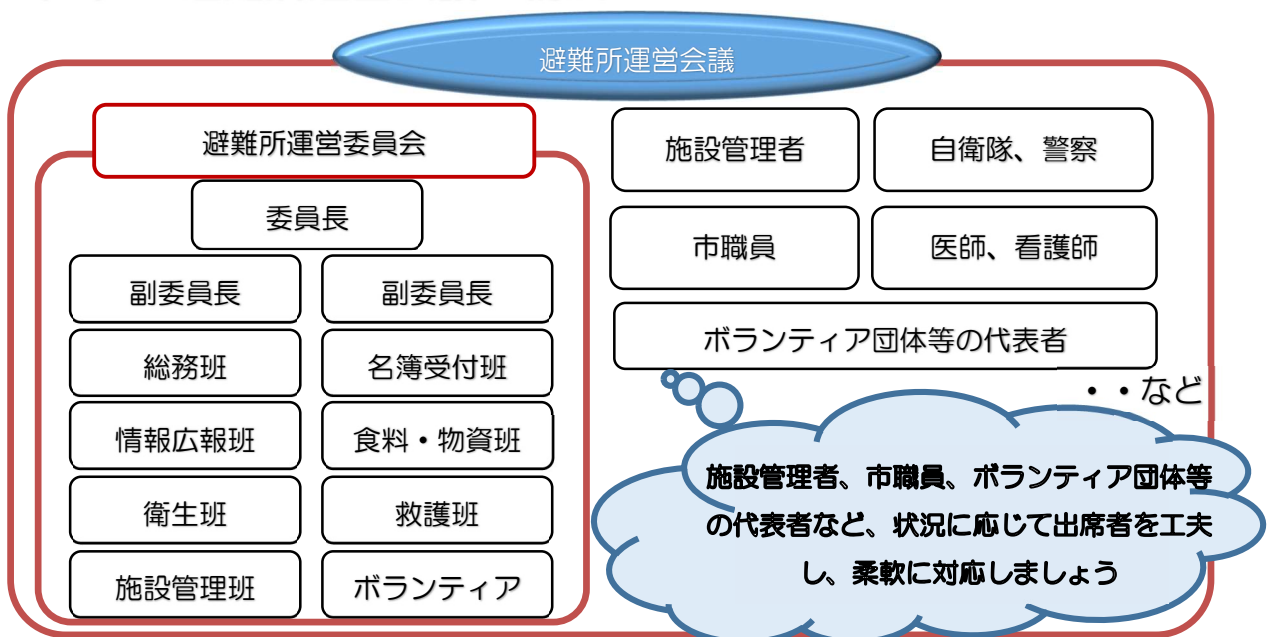 避難所運営会議
避難所運営委員会
委員長
副委員長
副委員長
総務班
名簿受付班
情報広報班
食料・物資班
衛生班
救護班
施設管理班
ボランティア
施設管理者
自衛隊、警察
市職員
医師、看護師
ボランティア団体等の代表者
・・など
施設管理者、市職員、ボランティア団体等
の代表者など、状況に応じて出席者を工夫
し、柔軟に対応しましょう